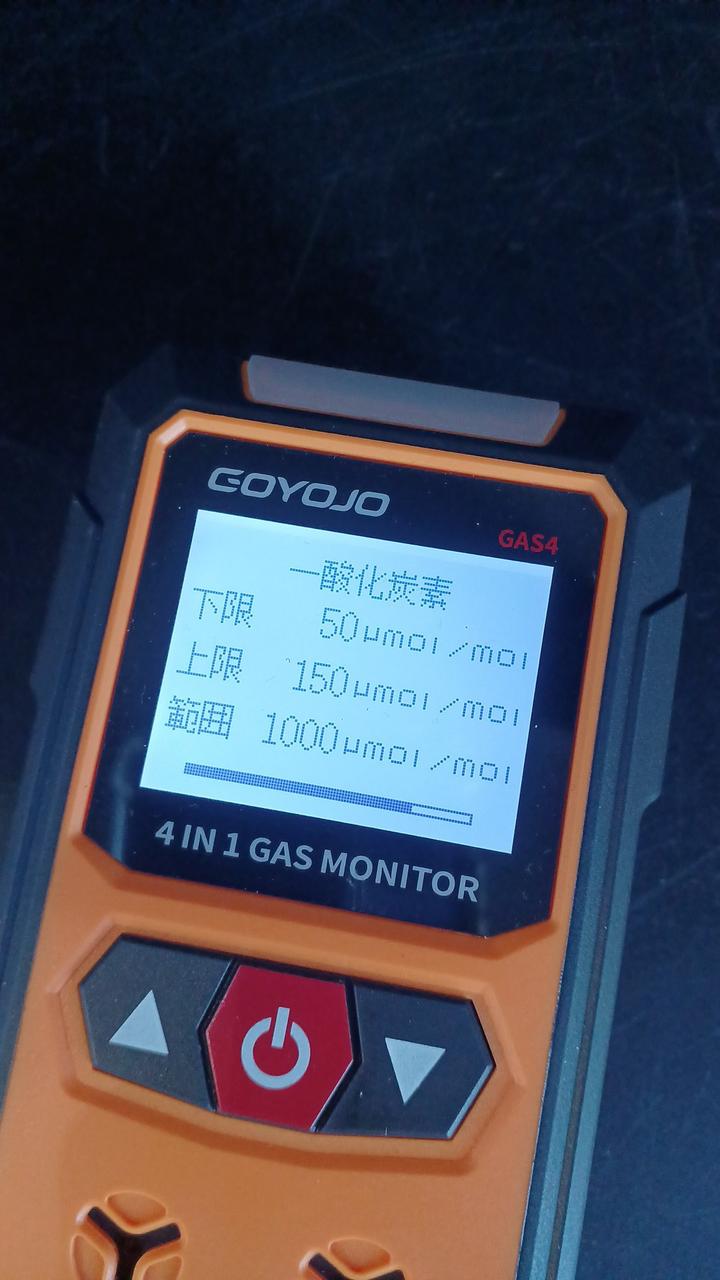 GOYOJO
GAS4
一酸化炭素
下限 50μmol/mol
上限 150μmol/mol
範囲 1000μmol/mol
4 IN 1 GAS MONITOR